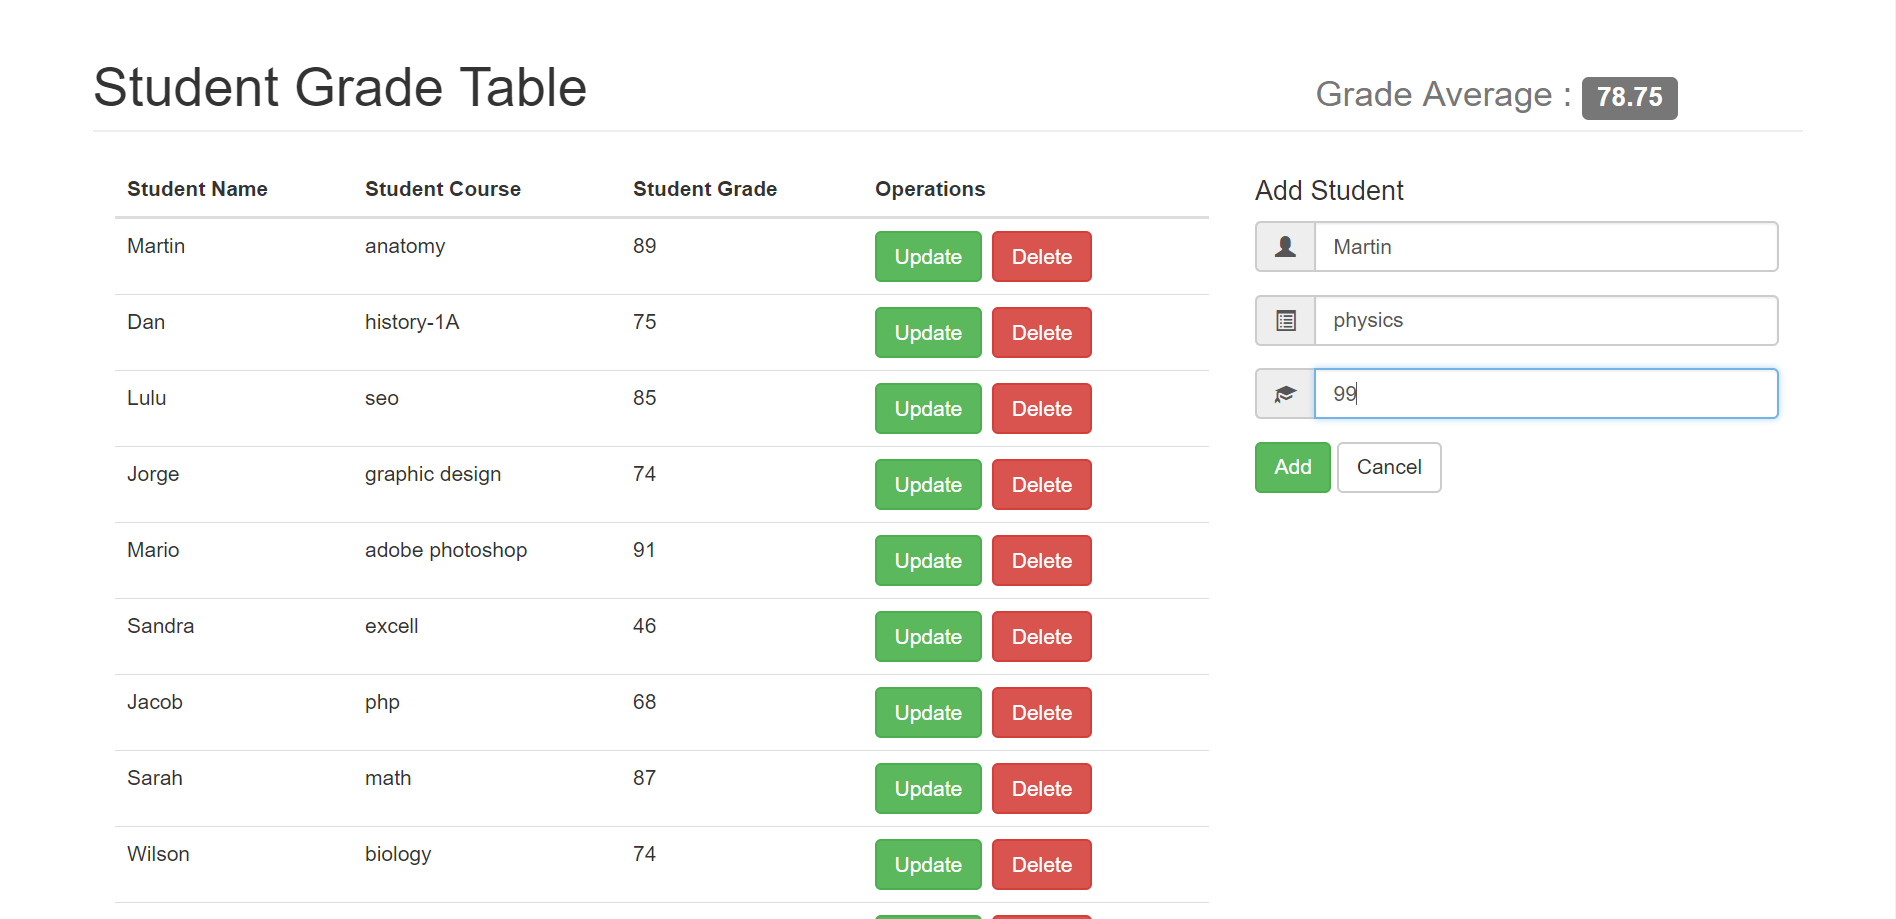 Student Grade Table
Grade Average : 78.75
Student Name Student Course Student Grade Operations
Martin anatomy 89 Update Delete
Dan history-1A 75 Update Delete
Lulu seo 85 Update Delete
Jorge graphic design 74 Update Delete
Mario adobe photoshop 91 Update Delete
Sandra excell 46 Update Delete
Jacob php 68 Update Delete
Sarah math 87 Update Delete
Wilson biology 74 Update Delete
Add Student
Martin
physics
99
Add Cancel